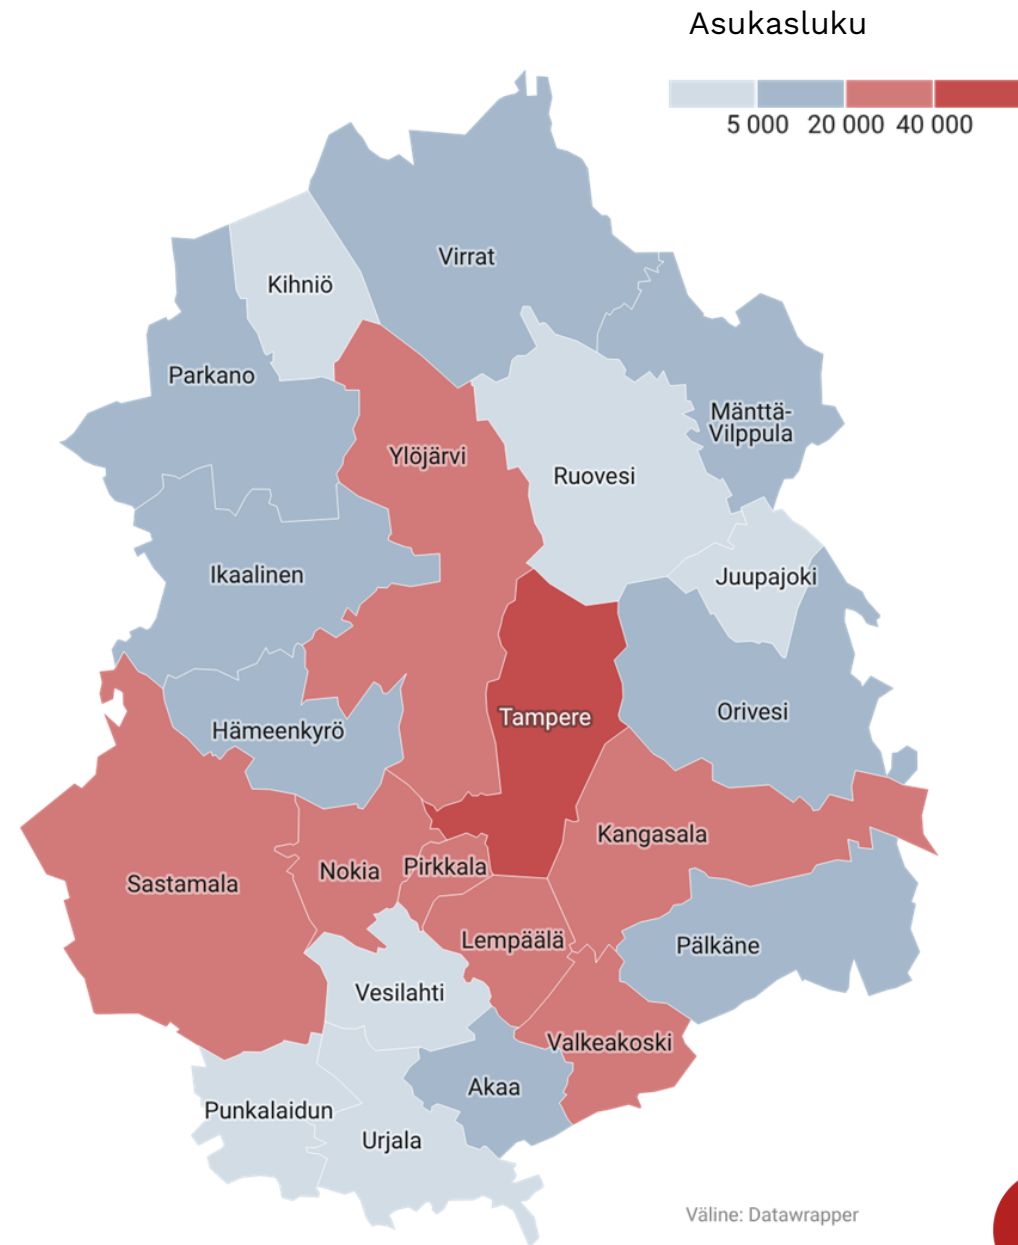 Asukasluku
5 000 20 000 40 000
Virrat
Kihniö
Parkano
Mänttä-
Vilppula
Ylöjärvi
Ruovesi
Ikaalinen
Juupajoki
Orivesi
Tampere
Hämeenkyrö
Kangasala
Pirkkala
Nokia
Sastamala
Lempäälä
Pälkäne
Vesilahti
Valkeakoski
Akaa
Punkalaidun
Urjala
Väline: Datawrapper